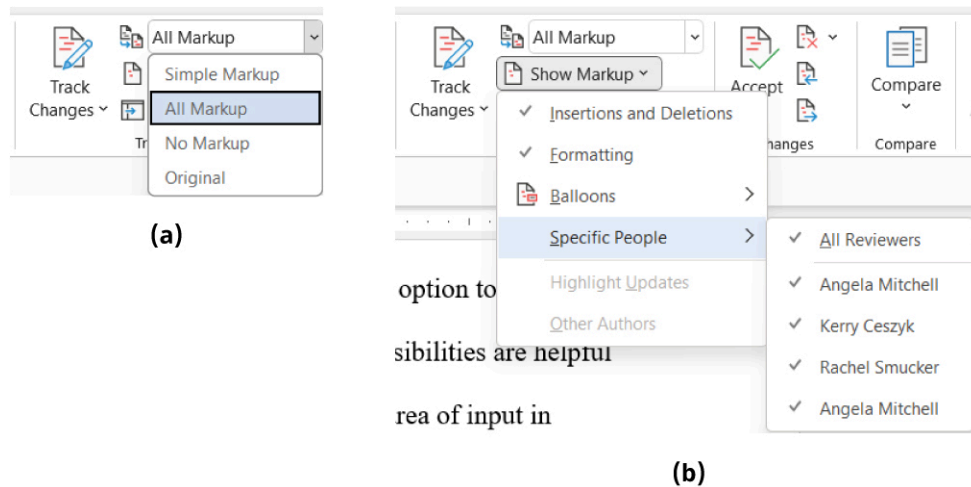 All Markup
Track
Changes
Simple Markup
All Markup
No Markup
Original
Tr
(a)
All Markup
Track
Changes
Show Markup
Accept
Compare
hanges
Compare
Insertions and Deletions
Formatting
Balloons
Specific People
Highlight Updates
Other Authors
All Reviewers
Angela Mitchell
Kerry Ceszyk
Rachel Smucker
Angela Mitchell
option to
sibilities are helpful
rea of input in
(b)